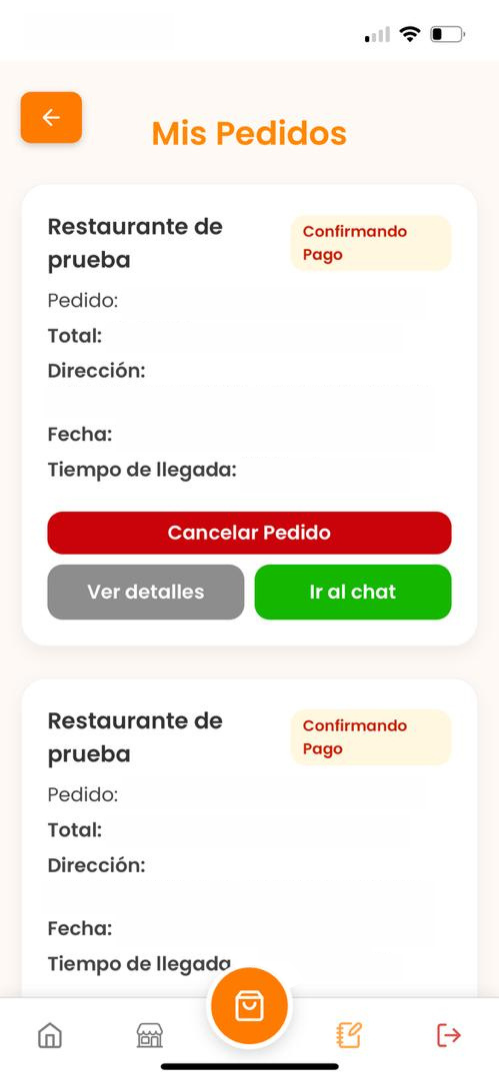 Mis Pedidos
Restaurante de
prueba
Confirmando
Pago
Pedido:
Total:
Dirección:
Fecha:
Tiempo de llegada:
Cancelar Pedido
Ver detalles
Ir al chat
Restaurante de
prueba
Confirmando
Pago
Pedido:
Total:
Dirección:
Fecha:
Tiempo de llegada